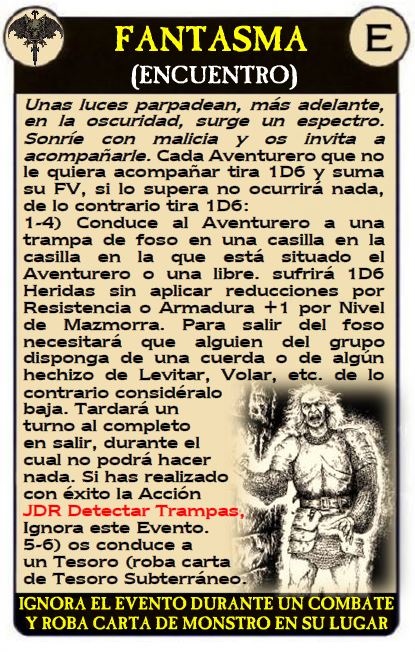 FANTASMA
E
(ENCUENTRO)
Unas luces parpadean, más adelante,
en la oscuridad, surge un espectro.
Sonríe con malicia y os invita a
acompañarle. Cada Aventurero que no
le quiera acompañar tira 1D6 y suma
su FV, si lo supera no ocurrirá nada,
de lo contrario tira 1D6:
1-4) Conduce al Aventurero a una
trampa de foso en una casilla en la
casilla en la que está situado el
Aventurero o una libre. sufrirá 1D6
Heridas sin aplicar reducciones por
Resistencia o Armadura +1 por Nivel
de Mazmorra. Para salir del foso
necesitará que alguien del grupo
disponga de una cuerda o de algún
hechizo de Levitar, Volar, etc. de lo
contrario considéralo
baja. Tardará un
turno al completo
en salir, durante el
cual no podrá hacer
nada. Si has realizado
con éxito la Acción
JDR Detectar Trampas,
Ignora este Evento.
5-6) os conduce a
un Tesoro (roba carta
de Tesoro Subterráneo.
IGNORA EL EVENTO DURANTE UN COMBATE
Y ROBA CARTA DE MONSTRO EN SU LUGAR